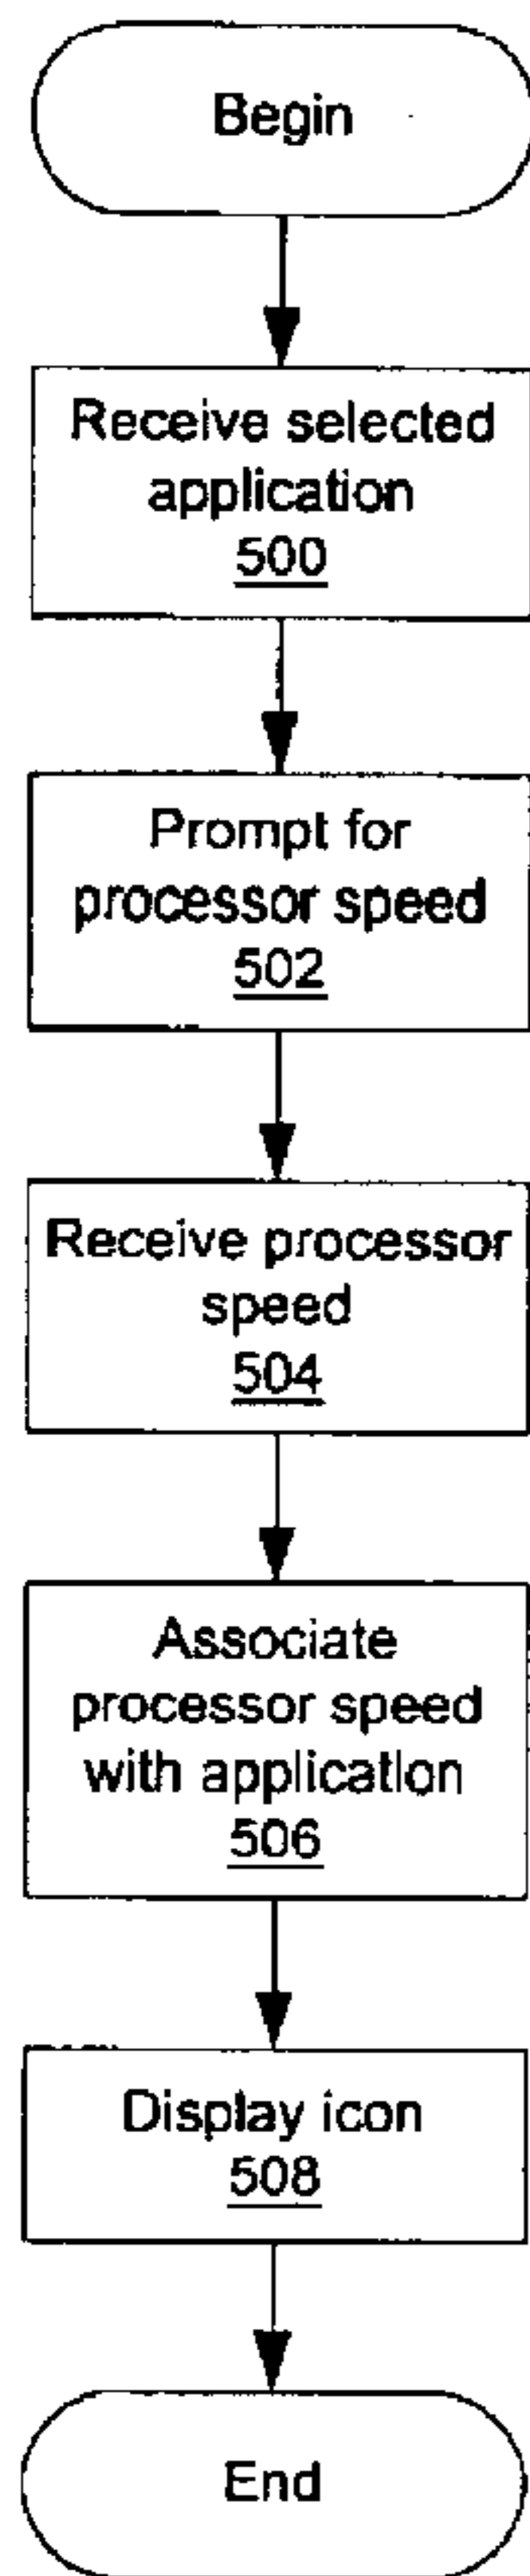 Begin
Receive selected
application
500
Prompt for
processor speed
502
Receive processor
speed
504
Associate
processor speed
with application
506
Display icon
508
End